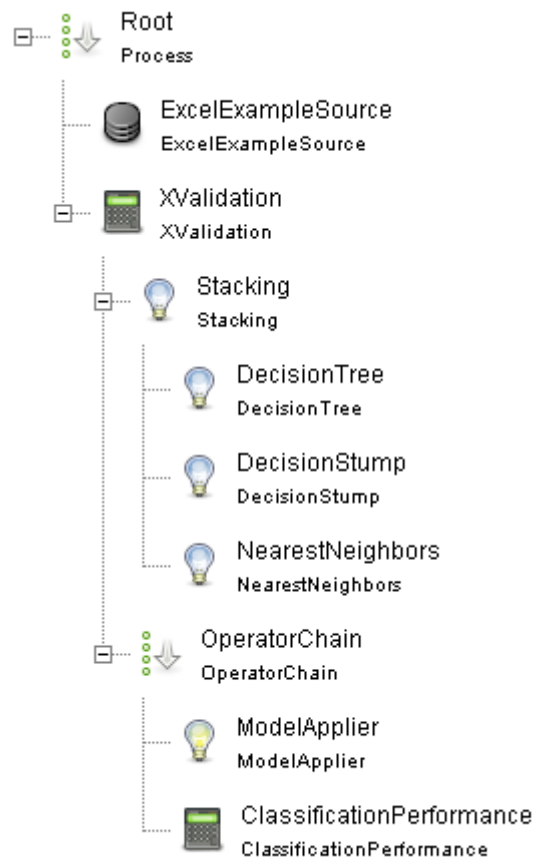 Root
Process
ExcelExampleSource
ExcelExampleSource
XValidation
XValidation
Stacking
Stacking
DecisionTree
DecisionTree
DecisionStump
DecisionStump
NearestNeighbors
NearestNeighbors
OperatorChain
OperatorChain
ModelApplier
ModelApplier
ClassificationPerformance
ClassificationPerformance